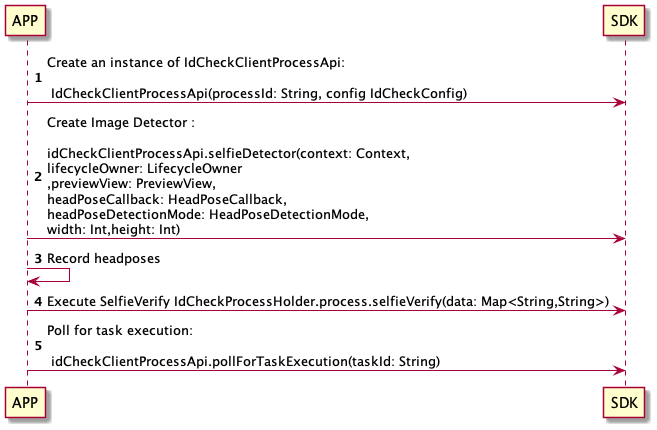 APP
SDK
Create an instance of IdCheckClientProcessApi:
1
IdCheckClientProcessApi(processId: String, config IdCheckConfig)
Create Image Detector :
idCheckClientProcessApi.selfieDetector(context: Context,
lifecycleOwner: LifecycleOwner
2
,previewView: PreviewView,
headPoseCallback: HeadPoseCallback,
headPoseDetectionMode: HeadPoseDetectionMode,
width: Int,height: Int)
3 Record headposes
4 Execute SelfieVerify IdCheckProcessHolder.process.selfieVerify(data: Map<String,String>)
Poll for task execution:
5
idCheckClientProcessApi.pollForTaskExecution(taskId: String)
APP
SDK